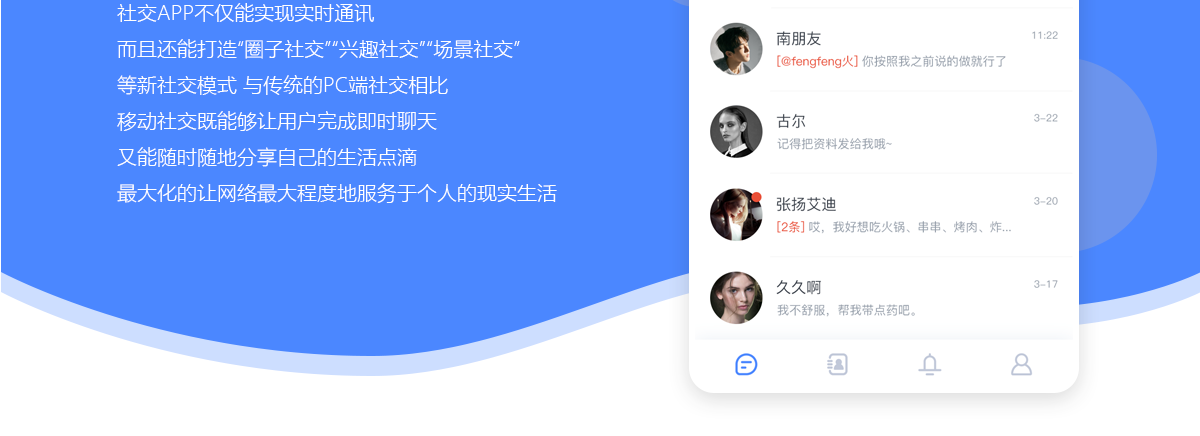 社交APP不仅能实现实时通讯
而且还能打造“圈子社交”“兴趣社交”“场景社交”
等新社交模式 与传统的PC端社交相比
移动社交既能够让用户完成即时聊天
又能随时随地分享自己的生活点滴
最大化的让网络最大程度地服务于个人的现实生活
南朋友
11:22
[@fengfeng火] 你按照我之前说的做就行了
古尔
3-22
记得把资料发给我哦~
张扬艾迪
3-20
[2条] 哎，我好想吃火锅、串串、烤肉、炸...
久久啊
3-17
我不舒服，帮我带点药吧。